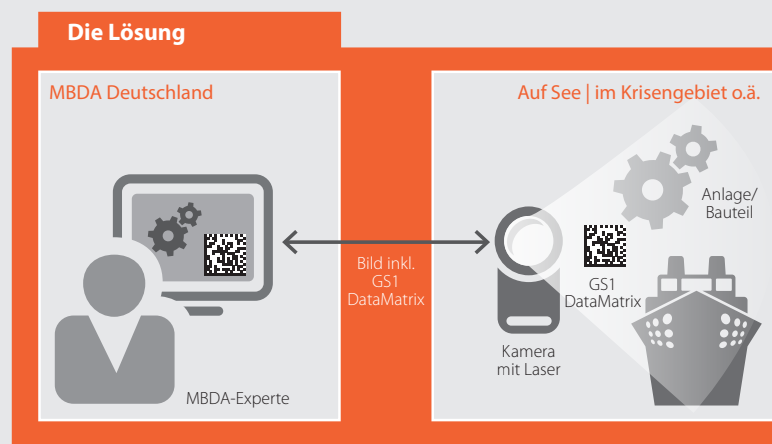 Die Lösung
MBDA Deutschland
MBDA-Experte
Bild inkl.
GS1
DataMatrix
Auf See | im Krisengebiet o.ä.
Anlage/
Bauteil
GS1
DataMatrix
Kamera
mit Laser